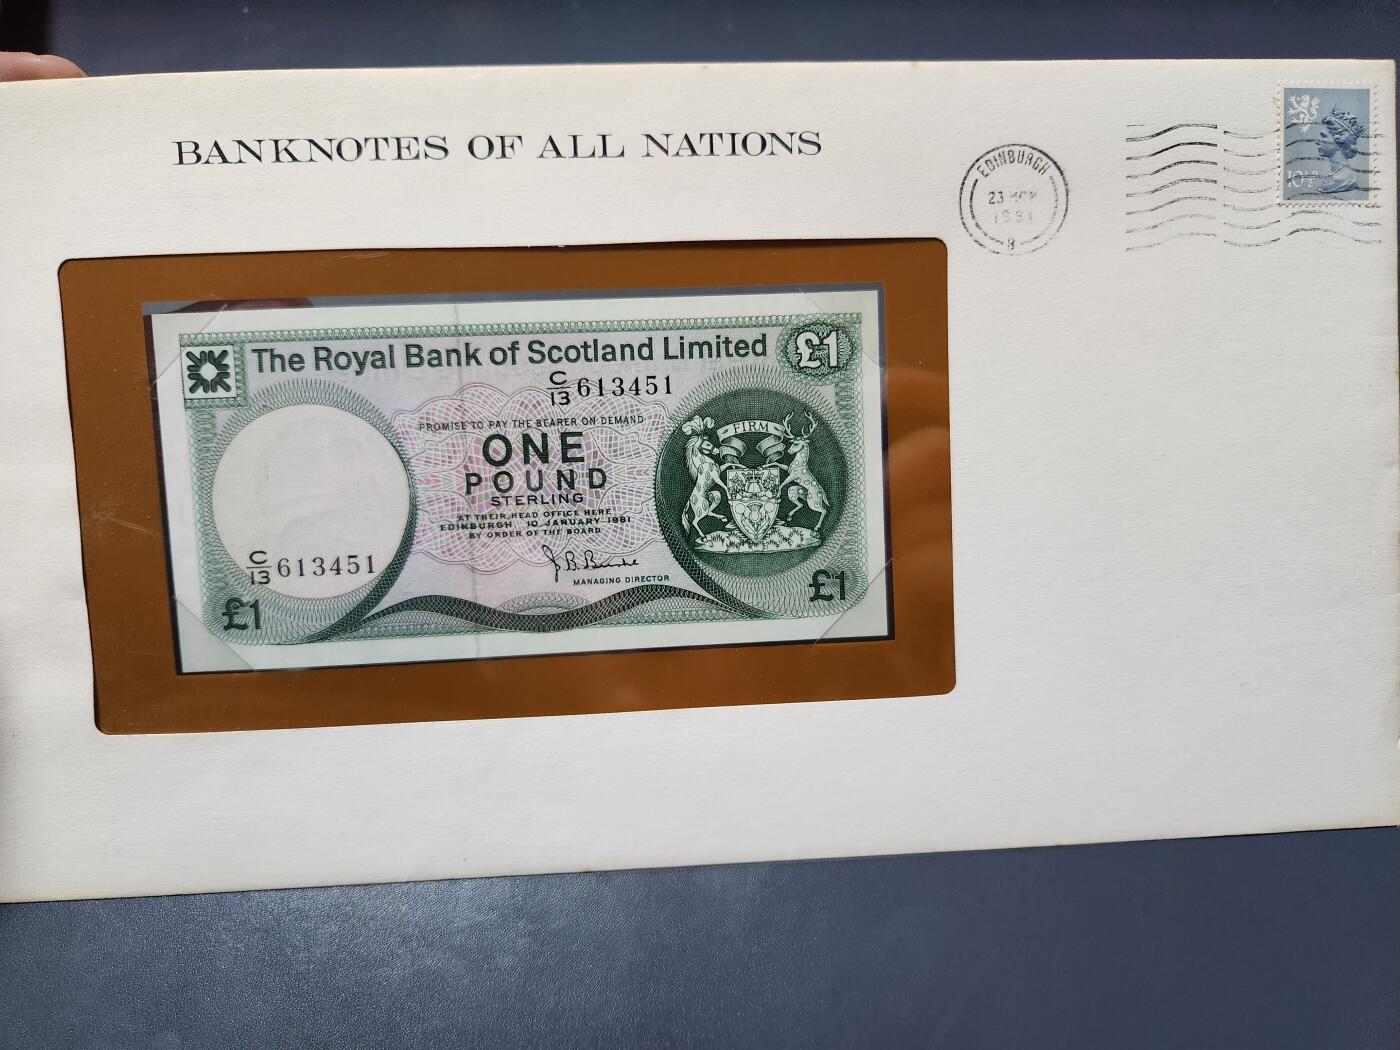 BANKNOTES OF ALL NATIONS
EDINBURGH
23 NOV
1981
B
10½P
The Royal Bank of Scotland Limited
£1
C/13 613451
PROMISE TO PAY THE BEARER ON DEMAND
ONE
POUND
STERLING
AT THEIR HEAD OFFICE HERE
EDINBURGH 10 JANUARY 1981
BY ORDER OF THE BOARD
MANAGING DIRECTOR
FIRM
C/13 613451
£1
£1